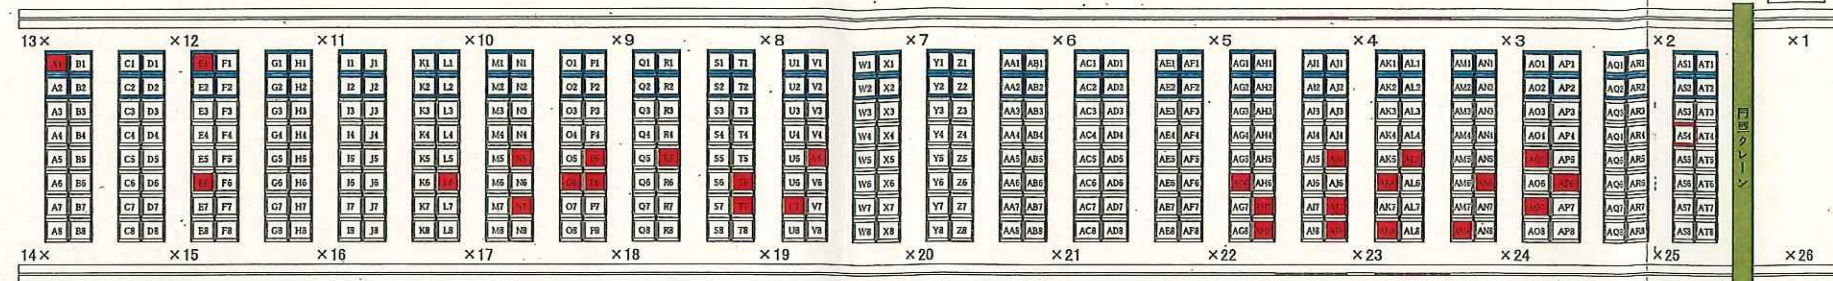 13× ×12 ×11 ×10 ×9 ×8 ×7 ×6 ×5 ×4 ×3 ×2 ×1
A1 B1 C1 D1 E1 F1 G1 H1 I1 J1 K1 L1 M1 N1 O1 P1 Q1 R1 S1 T1 U1 V1 W1 X1 Y1 Z1 AA1 AB1 AC1 AD1 AE1 AF1 AG1 AH1 AI1 AJ1 AK1 AL1 AM1 AN1 AO1 AP1 AQ1 AR1 AS1 AT1
A2 B2 C2 D2 E2 F2 G2 H2 I2 J2 K2 L2 M2 N2 O2 P2 Q2 R2 S2 T2 U2 V2 W2 X2 Y2 Z2 AA2 AB2 AC2 AD2 AE2 AF2 AG2 AH2 AI2 AJ2 AK2 AL2 AM2 AN2 AO2 AP2 AQ2 AR2 AS2 AT2
A3 B3 C3 D3 E3 F3 G3 H3 I3 J3 K3 L3 M3 N3 O3 P3 Q3 R3 S3 T3 U3 V3 W3 X3 Y3 Z3 AA3 AB3 AC3 AD3 AE3 AF3 AG3 AH3 AI3 AJ3 AK3 AL3 AM3 AN3 AO3 AP3 AQ3 AR3 AS3 AT3
A4 B4 C4 D4 E4 F4 G4 H4 I4 J4 K4 L4 M4 N4 O4 P4 Q4 R4 S4 T4 U4 V4 W4 X4 Y4 Z4 AA4 AB4 AC4 AD4 AE4 AF4 AG4 AH4 AI4 AJ4 AK4 AL4 AM4 AN4 AO4 AP4 AQ4 AR4 AS4 AT4
A5 B5 C5 D5 E5 F5 G5 H5 I5 J5 K5 L5 M5 O5 Q5 S5 T5 U5 W5 X5 Y5 Z5 AA5 AB5 AC5 AD5 AE5 AF5 AG5 AH5 AI5 AK5 AM5 AN5 AP5 AQ5 AR5 AS5 AT5
A6 B6 C6 D6 F6 G6 H6 I6 J6 K6 M6 N6 Q6 R6 S6 U6 V6 W6 X6 Y6 Z6 AA6 AB6 AC6 AD6 AE6 AF6 AH6 AI6 AJ6 AL6 AM6 AO6 AQ6 AR6 AS6 AT6
A7 B7 C7 D7 E7 F7 G7 H7 I7 J7 K7 L7 M7 O7 P7 Q7 R7 S7 V7 W7 X7 Y7 Z7 AA7 AB7 AC7 AD7 AE7 AF7 AG7 AI7 AK7 AL7 AM7 AN7 AP7 AQ7 AR7 AS7 AT7
A8 B8 C8 D8 E8 F8 G8 H8 I8 J8 K8 L8 M8 N8 O8 P8 Q8 R8 S8 T8 U8 V8 W8 X8 Y8 Z8 AA8 AB8 AC8 AD8 AE8 AF8 AG8 AI8 AL8 AN8 AO8 AP8 AQ8 AR8 AS8 AT8
14× ×15 ×16 ×17 ×18 ×19 ×20 ×21 ×22 ×23 ×24 ×25 ×26
クレーン